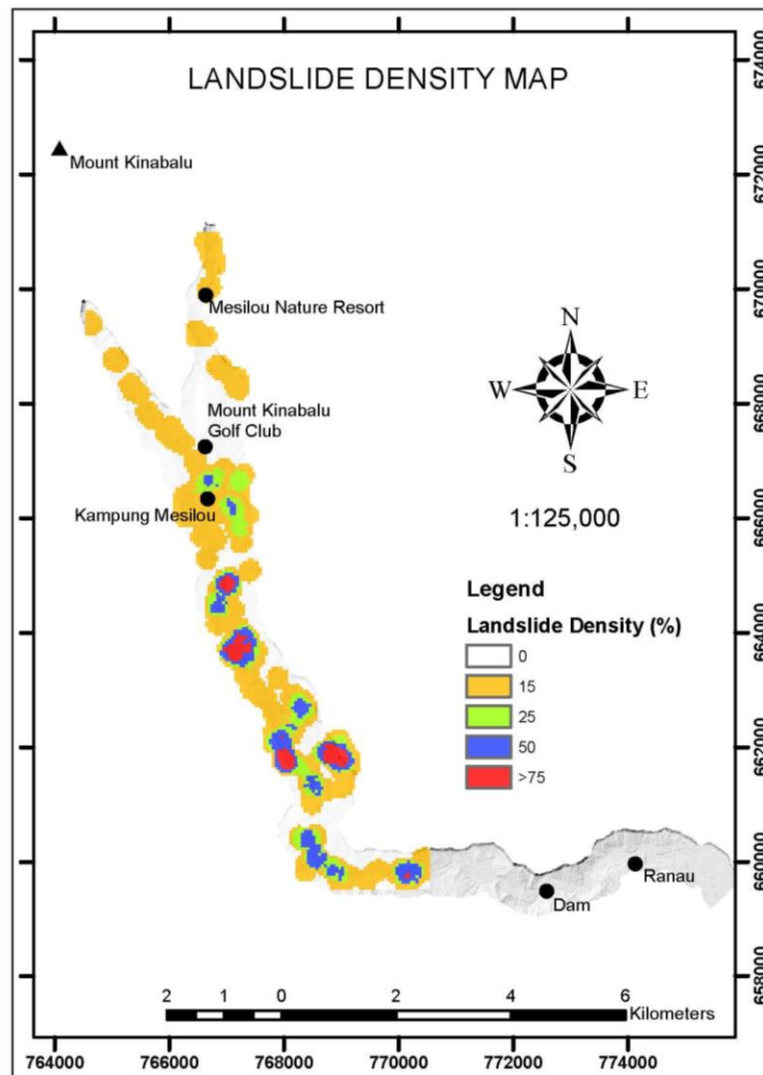 LANDSLIDE DENSITY MAP
674000
Mount Kinabalu
672000
670000
Mesilou Nature Resort
N
W
E
S
668000
Mount Kinabalu
Golf Club
Kampung Mesilou
666000
1:125,000
Legend
Landslide Density (%)
0
15
25
50
>75
664000
662000
660000
Ranau
Dam
658000
2 1 0 2 4 6
Kilometers
764000 766000 768000 770000 772000 774000